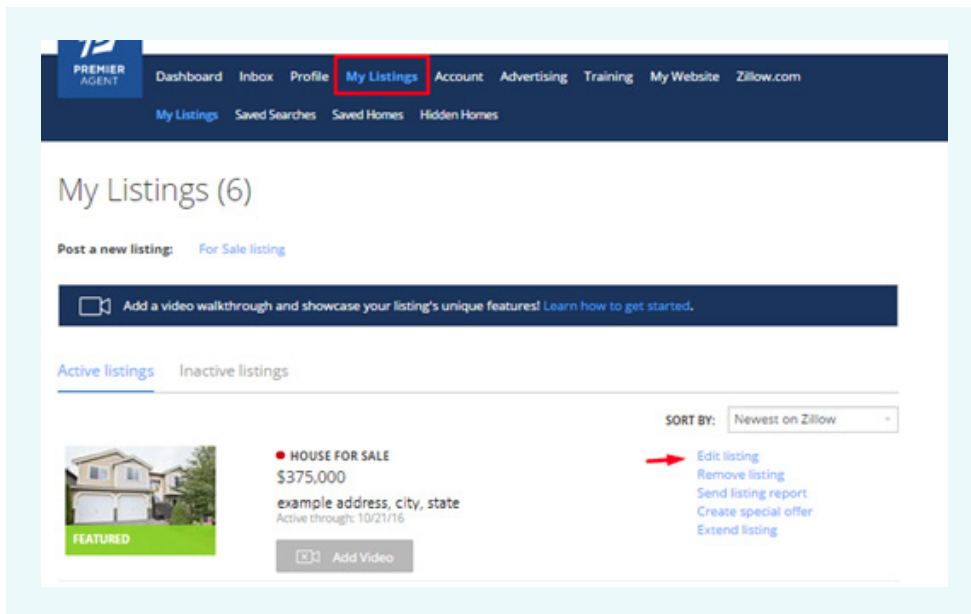 PREMIER
AGENT
Dashboard Inbox Profile My Listings Account Advertising Training My Website Zillow.com
My Listings Saved Searches Saved Homes Hidden Homes
My Listings (6)
Post a new listing: For Sale listing
Add a video walkthrough and showcase your listing's unique features! Learn how to get started.
Active listings Inactive listings
SORT BY: Newest on Zillow
HOUSE FOR SALE
$375,000
example address, city, state
Active through: 10/21/16
Add Video
FEATURED
Edit listing
Remove listing
Send listing report
Create special offer
Extend listing